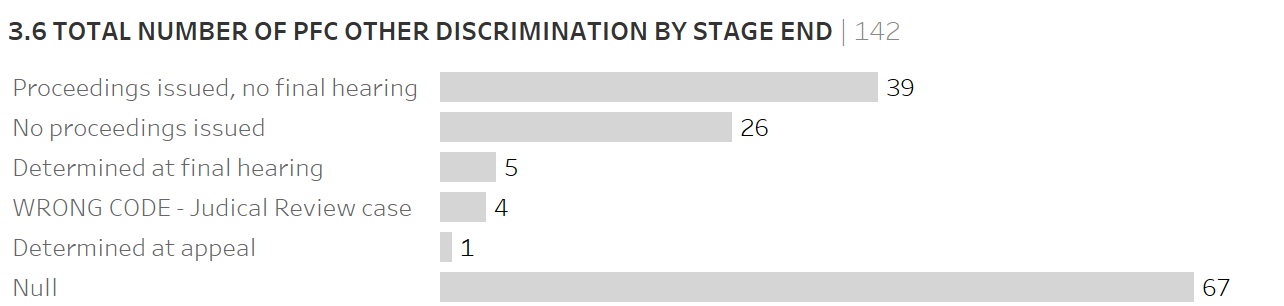 3.6 TOTAL NUMBER OF PFC OTHER DISCRIMINATION BY STAGE END | 142
Proceedings issued, no final hearing 39
No proceedings issued 26
Determined at final hearing 5
WRONG CODE - Judical Review case 4
Determined at appeal 1
Null 67